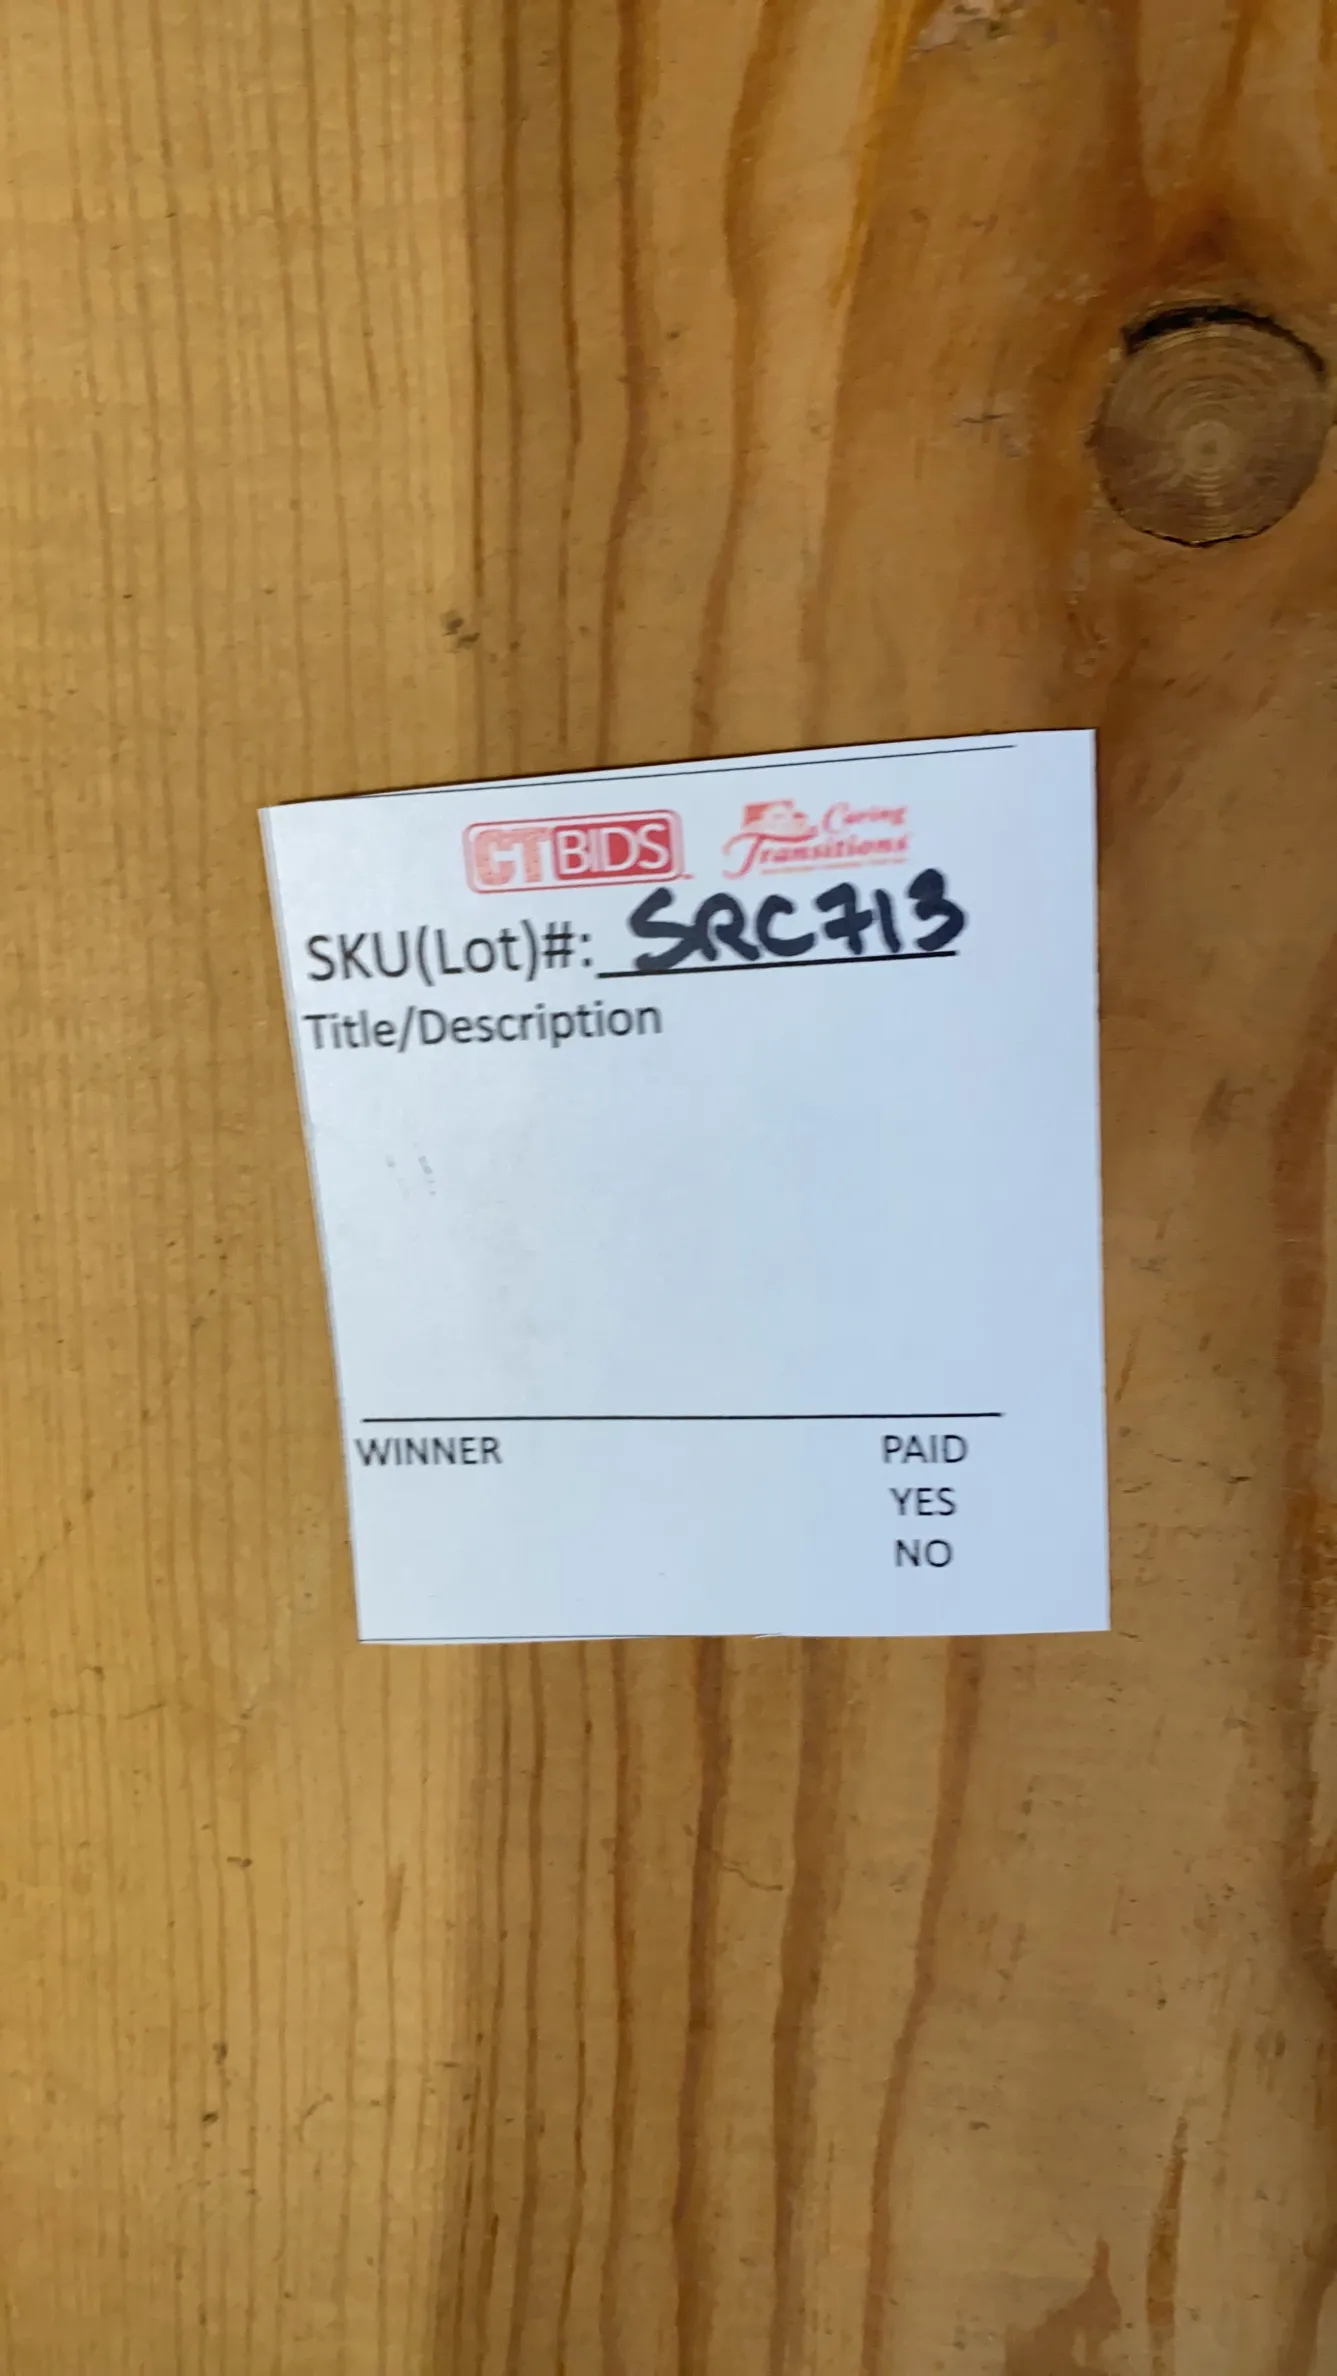 CTBIDS Caring
Transitions
SKU(Lot)#: SRC713
Title/Description
WINNER PAID
YES
NO